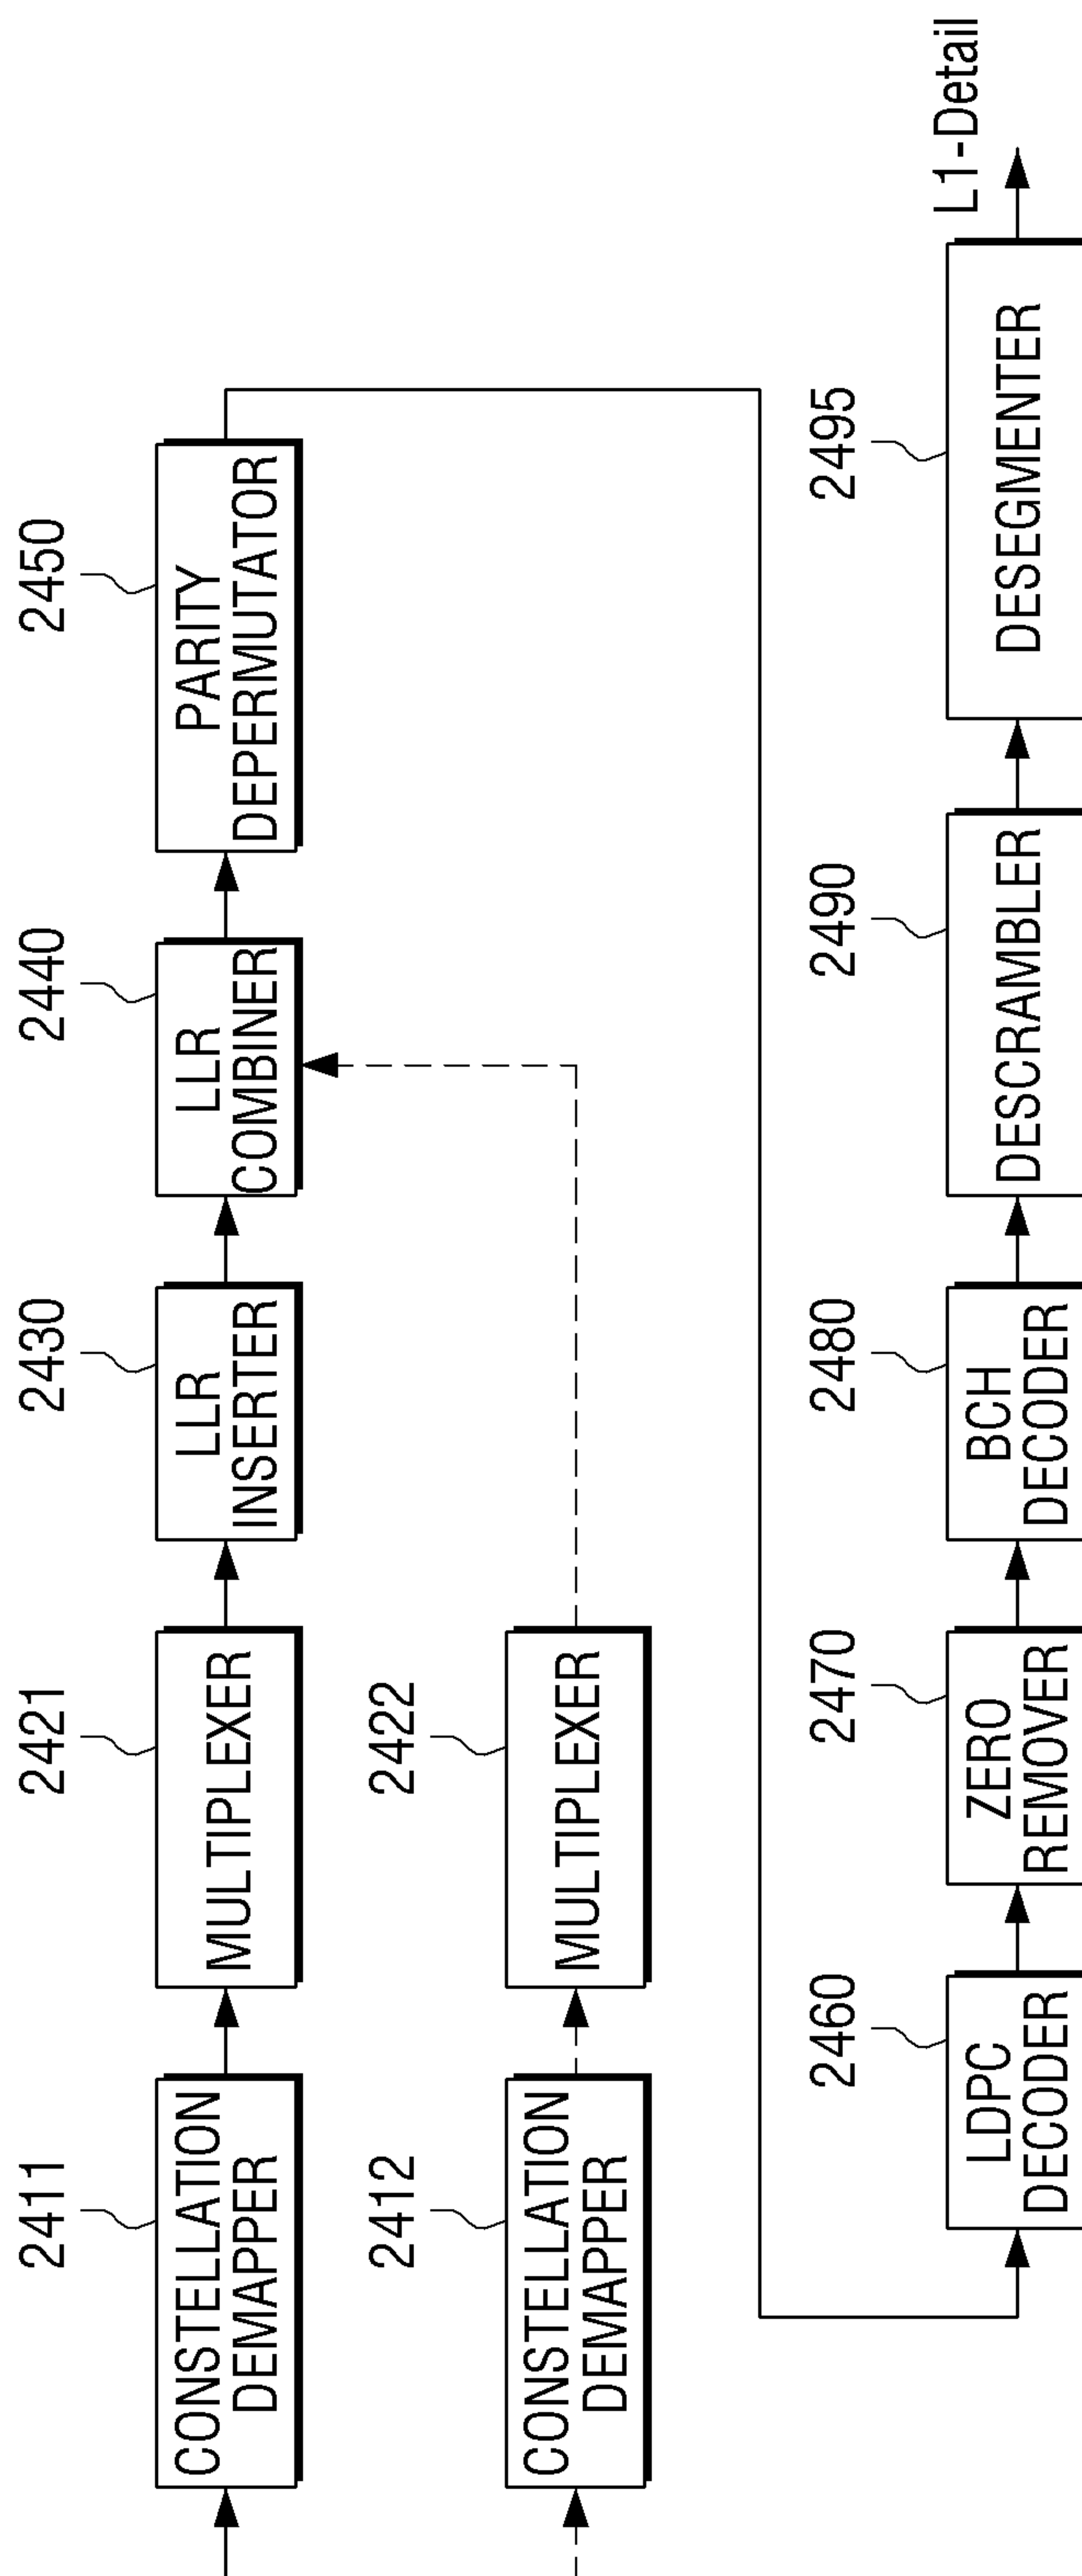 2411
CONSTELLATION
DEMAPPER
2421
MULTIPLEXER
2430
LLR
INSERTER
2440
LLR
COMBINER
2450
PARITY
DEPERMUTATOR
2412
CONSTELLATION
DEMAPPER
2422
MULTIPLEXER
2460
LDPC
DECODER
2470
ZERO
REMOVER
2480
BCH
DECODER
2490
DESCRAMBLER
2495
DESEGMENTER
L1-Detail